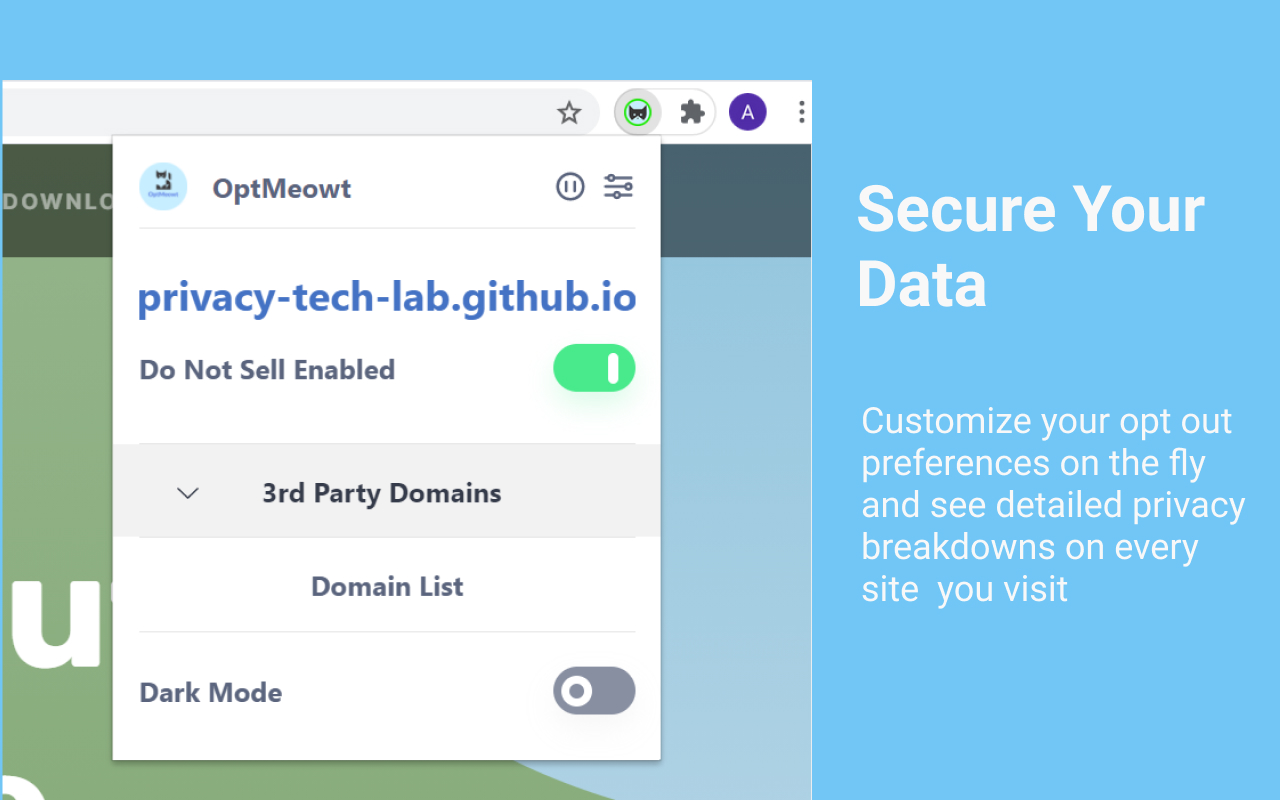 A
DOWNLO
OptMeowt
OptMeowt
privacy-tech-lab.github.io
Do Not Sell Enabled
3rd Party Domains
Domain List
Dark Mode
u
Secure Your
Data
Customize your opt out
preferences on the fly
and see detailed privacy
breakdowns on every
site you visit